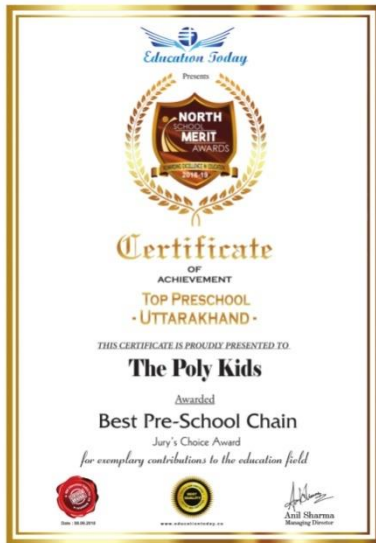 Education Today
Presents
NORTH
SCHOOL
MERIT
AWARDS
2018-19
Certificate
OF
ACHIEVEMENT
TOP PRESCHOOL
- UTTARAKHAND -
THIS CERTIFICATE IS PROUDLY PRESENTED TO
The Poly Kids
Awarded
Best Pre-School Chain
Jury's Choice Award
for exemplary contributions to the education field
BEST
QUALITY
Anil Sharma
Managing Director
www.educationtoday.co